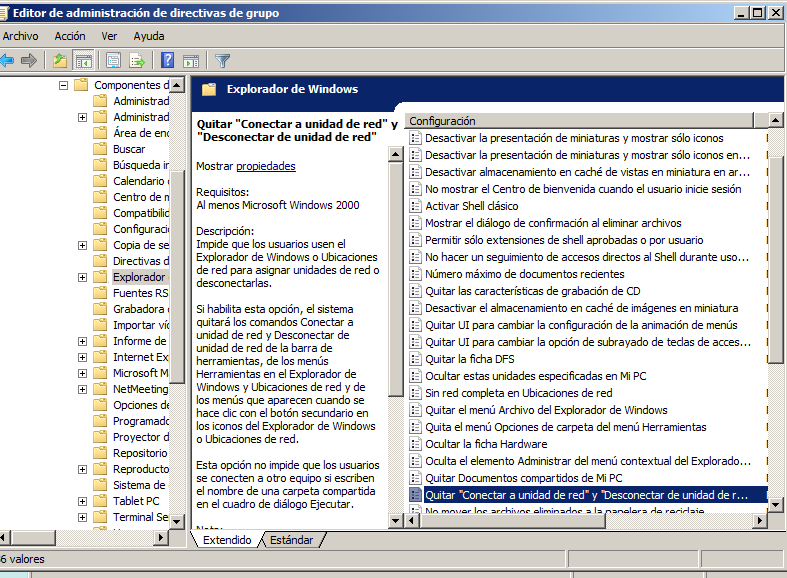 Editor de administración de directivas de grupo
Archivo Acción Ver Ayuda
Componentes d
Administrad
Administrad
Área de enc
Buscar
Búsqueda in
Calendario
Centro de m
Compatibilid
Configuraci
Copia de se
Directivas d
Explorador
Fuentes RS
Grabadora
Importar víc
Informe de
Internet Exp
Microsoft M
NetMeeting
Opciones de
Programado
Proyector d
Repositorio
Reproducto
Sistema de
Tablet PC
Terminal Se
Explorador de Windows
Quitar "Conectar a unidad de red" y
"Desconectar de unidad de red"
Mostrar propiedades
Requisitos:
Al menos Microsoft Windows 2000
Descripción:
Impide que los usuarios usen el
Explorador de Windows o Ubicaciones
de red para asignar unidades de red o
desconectarlas.
Si habilita esta opción, el sistema
quitará los comandos Conectar a
unidad de red y Desconectar de
unidad de red de la barra de
herramientas, de los menús
Herramientas en el Explorador de
Windows y Ubicaciones de red y de
los menús que aparecen cuando se
hace clic con el botón secundario en
los iconos del Explorador de Windows
o Ubicaciones de red.
Esta opción no impide que los usuarios
se conecten a otro equipo si escriben
el nombre de una carpeta compartida
en el cuadro de diálogo Ejecutar.
Nota:
Configuración
Desactivar la presentación de miniaturas y mostrar sólo iconos
Desactivar la presentación de miniaturas y mostrar sólo iconos en...
Desactivar almacenamiento en caché de vistas en miniatura en ar...
No mostrar el Centro de bienvenida cuando el usuario inicie sesión
Activar Shell clásico
Mostrar el diálogo de confirmación al eliminar archivos
Permitir sólo extensiones de shell aprobadas o por usuario
No hacer un seguimiento de accesos directos al Shell durante uso...
Número máximo de documentos recientes
Quitar las características de grabación de CD
Desactivar el almacenamiento en caché de imágenes en miniatura
Quitar UI para cambiar la configuración de la animación de menús
Quitar UI para cambiar la opción de subrayado de teclas de acces...
Quitar la ficha DFS
Ocultar estas unidades especificadas en Mi PC
Sin red completa en Ubicaciones de red
Quitar el menú Archivo del Explorador de Windows
Quita el menú Opciones de carpeta del menú Herramientas
Ocultar la ficha Hardware
Oculta el elemento Administrar del menú contextual del Explorado...
Quitar Documentos compartidos de Mi PC
Quitar "Conectar a unidad de red" y "Desconectar de unidad de r...
No mover los archivos eliminados a la papelera de reciclaje
Extendido Estándar
6 valores